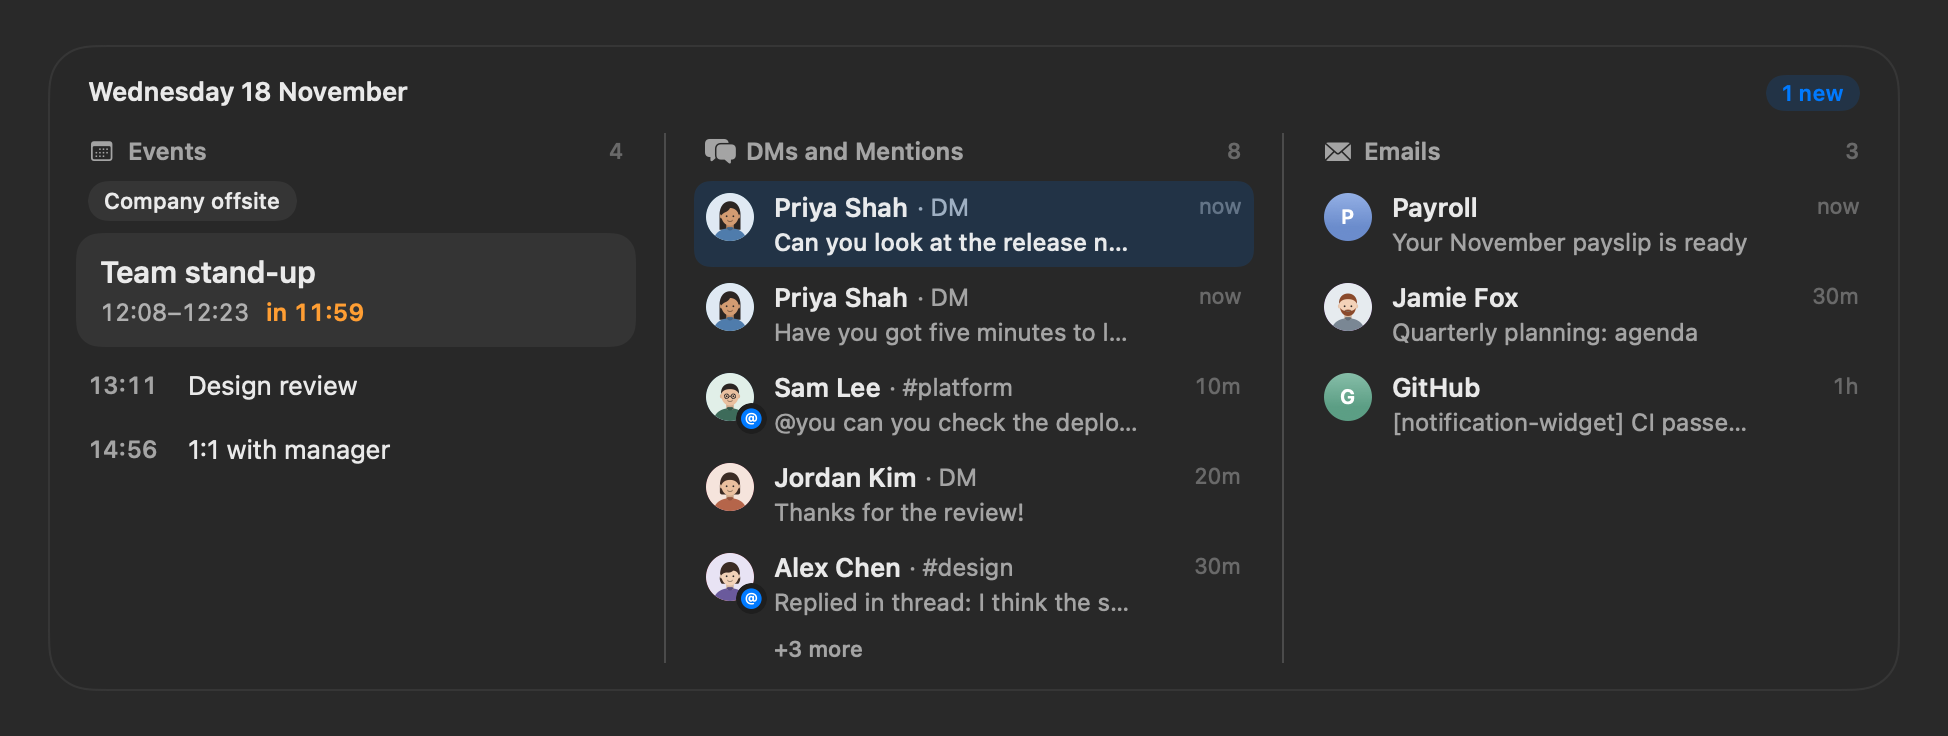 Wednesday 18 November
1 new
Events 4
Company offsite
Team stand-up
12:08–12:23 in 11:59
13:11 Design review
14:56 1:1 with manager
DMs and Mentions 8
Priya Shah · DM now
Can you look at the release n...
Priya Shah · DM now
Have you got five minutes to l...
Sam Lee · #platform 10m
@
@you can you check the deplo...
Jordan Kim · DM 20m
Thanks for the review!
Alex Chen · #design 30m
@
Replied in thread: I think the s...
+3 more
Emails 3
P
Payroll now
Your November payslip is ready
Jamie Fox 30m
Quarterly planning: agenda
G
GitHub 1h
[notification-widget] CI passe...